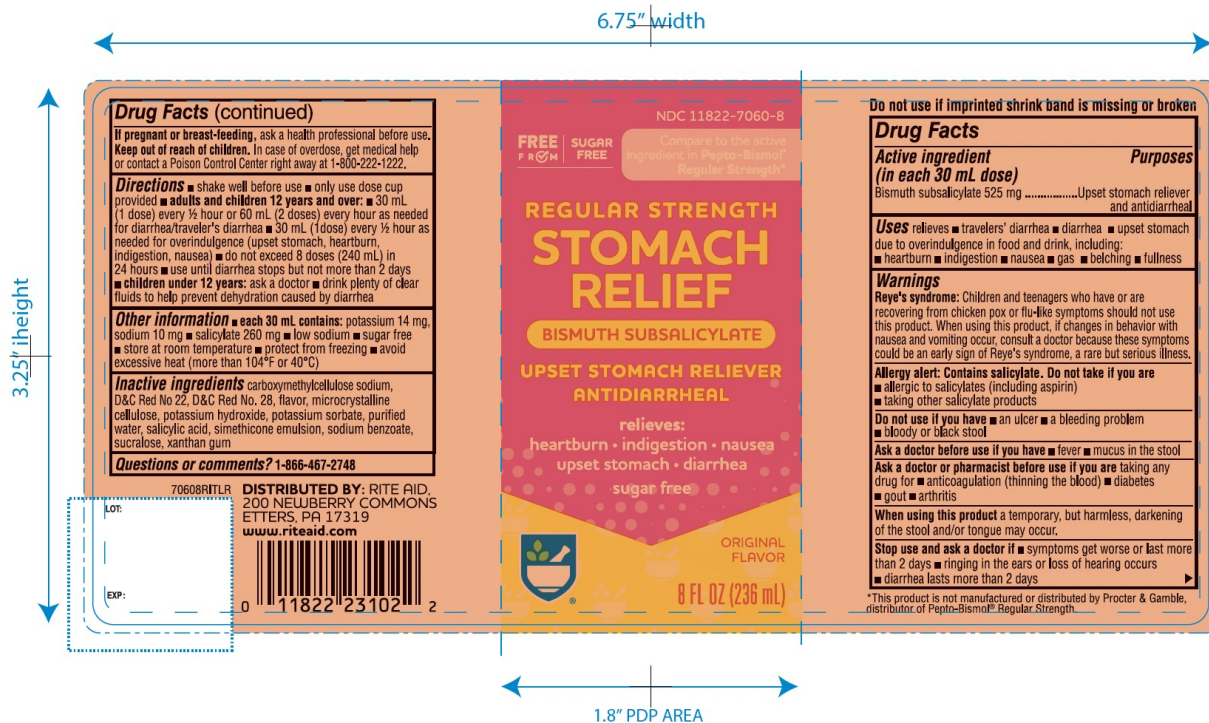 6.75" width
3.25" iheight
Drug Facts (continued)
If pregnant or breast-feeding, ask a health professional before use.
Keep out of reach of children. In case of overdose, get medical help
or contact a Poison Control Center right away at 1-800-222-1222.
Directions ■ shake well before use ■ only use dose cup
provided ■ adults and children 12 years and over: ■ 30 mL
(1 dose) every ½ hour or 60 mL (2 doses) every hour as needed
for diarrhea/traveler's diarrhea ■ 30 mL (1dose) every ½ hour as
needed for overindulgence (upset stomach, heartburn,
indigestion, nausea) ■ do not exceed 8 doses (240 mL) in
24 hours ■ use until diarrhea stops but not more than 2 days
■ children under 12 years: ask a doctor ■ drink plenty of clear
fluids to help prevent dehydration caused by diarrhea
Other information ■ each 30 mL contains: potassium 14 mg,
sodium 10 mg ■ salicylate 260 mg ■ low sodium ■ sugar free
■ store at room temperature ■ protect from freezing ■ avoid
excessive heat (more than 104°F or 40°C)
Inactive ingredients carboxymethylcellulose sodium,
D&C Red No 22, D&C Red No. 28, flavor, microcrystalline
cellulose, potassium hydroxide, potassium sorbate, purified
water, salicylic acid, simethicone emulsion, sodium benzoate,
sucralose, xanthan gum
Questions or comments? 1-866-467-2748
70608RITLR
LOT:
EXP:
DISTRIBUTED BY: RITE AID,
200 NEWBERRY COMMONS
ETTERS, PA 17319
www.riteaid.com
0 11822 23102 2
NDC 11822-7060-8
FREE FROM
SUGAR FREE
Compare to the active
ingredient in Pepto-Bismol®
Regular Strength*
REGULAR STRENGTH
STOMACH
RELIEF
BISMUTH SUBSALICYLATE
UPSET STOMACH RELIEVER
ANTIDIARRHEAL
relieves:
heartburn • indigestion • nausea
upset stomach • diarrhea
sugar free
ORIGINAL
FLAVOR
®
8 FL OZ (236 mL)
1.8" PDP AREA
Do not use if imprinted shrink band is missing or broken
Drug Facts
Active ingredient Purposes
(in each 30 mL dose)
Bismuth subsalicylate 525 mg ..................Upset stomach reliever
and antidiarrheal
Uses relieves ■ travelers' diarrhea ■ diarrhea ■ upset stomach
due to overindulgence in food and drink, including:
■ heartburn ■ indigestion ■ nausea ■ gas ■ belching ■ fullness
Warnings
Reye's syndrome: Children and teenagers who have or are
recovering from chicken pox or flu-like symptoms should not use
this product. When using this product, if changes in behavior with
nausea and vomiting occur, consult a doctor because these symptoms
could be an early sign of Reye's syndrome, a rare but serious illness.
Allergy alert: Contains salicylate. Do not take if you are
■ allergic to salicylates (including aspirin)
■ taking other salicylate products
Do not use if you have ■ an ulcer ■ a bleeding problem
■ bloody or black stool
Ask a doctor before use if you have ■ fever ■ mucus in the stool
Ask a doctor or pharmacist before use if you are taking any
drug for ■ anticoagulation (thinning the blood) ■ diabetes
■ gout ■ arthritis
When using this product a temporary, but harmless, darkening
of the stool and/or tongue may occur.
Stop use and ask a doctor if ■ symptoms get worse or last more
than 2 days ■ ringing in the ears or loss of hearing occurs
■ diarrhea lasts more than 2 days
*This product is not manufactured or distributed by Procter & Gamble,
distributor of Pepto-Bismol® Regular Strength.